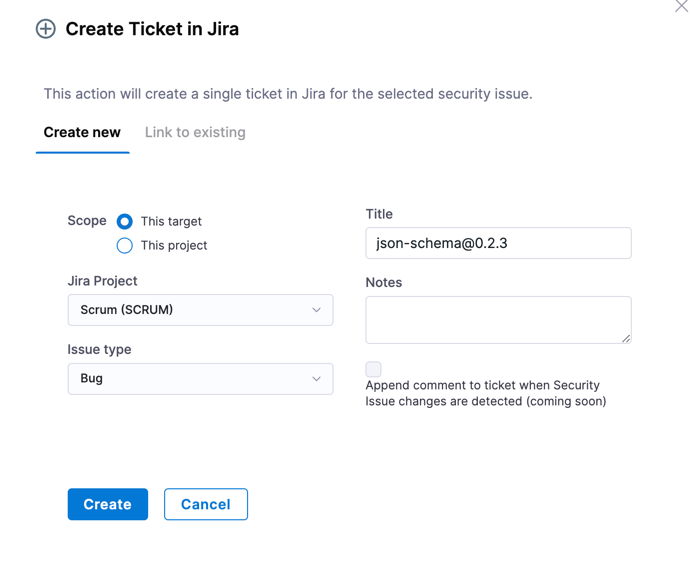 Create Ticket in Jira
This action will create a single ticket in Jira for the selected security issue.
Create new
Link to existing
Scope
This target
This project
Jira Project
Scrum (SCRUM)
Issue type
Bug
Title
json-schema@0.2.3
Notes
Append comment to ticket when Security
Issue changes are detected (coming soon)
Create
Cancel